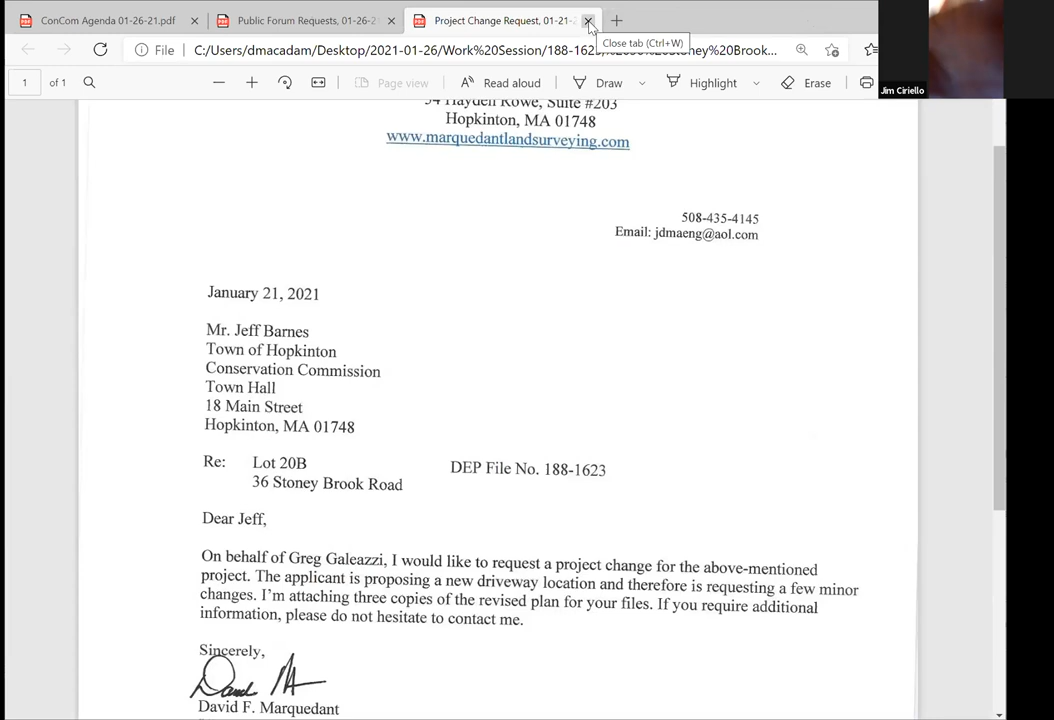 ConCom Agenda 01-26-21.pdf
Public Forum Requests, 01-26-2
Project Change Request, 01-21-
Close tab (Ctrl+W)
File
C:/Users/dmacadam/Desktop/2021-01-26/Work%20Session/188-162
toney%20Brook...
1 of 1
Page view
Read aloud
Draw
Highlight
Erase
Jim Ciriello
54 Hayden Rowe, Suite #203
Hopkinton, MA 01748
www.marquedantlandsurveying.com
508-435-4145
Email: jdmaeng@aol.com
January 21, 2021
Mr. Jeff Barnes
Town of Hopkinton
Conservation Commission
Town Hall
18 Main Street
Hopkinton, MA 01748
Re: Lot 20B DEP File No. 188-1623
36 Stoney Brook Road
Dear Jeff,
On behalf of Greg Galeazzi, I would like to request a project change for the above-mentioned
project. The applicant is proposing a new driveway location and therefore is requesting a few minor
changes. I'm attaching three copies of the revised plan for your files. If you require additional
information, please do not hesitate to contact me.
Sincerely,
David F. Marquedant